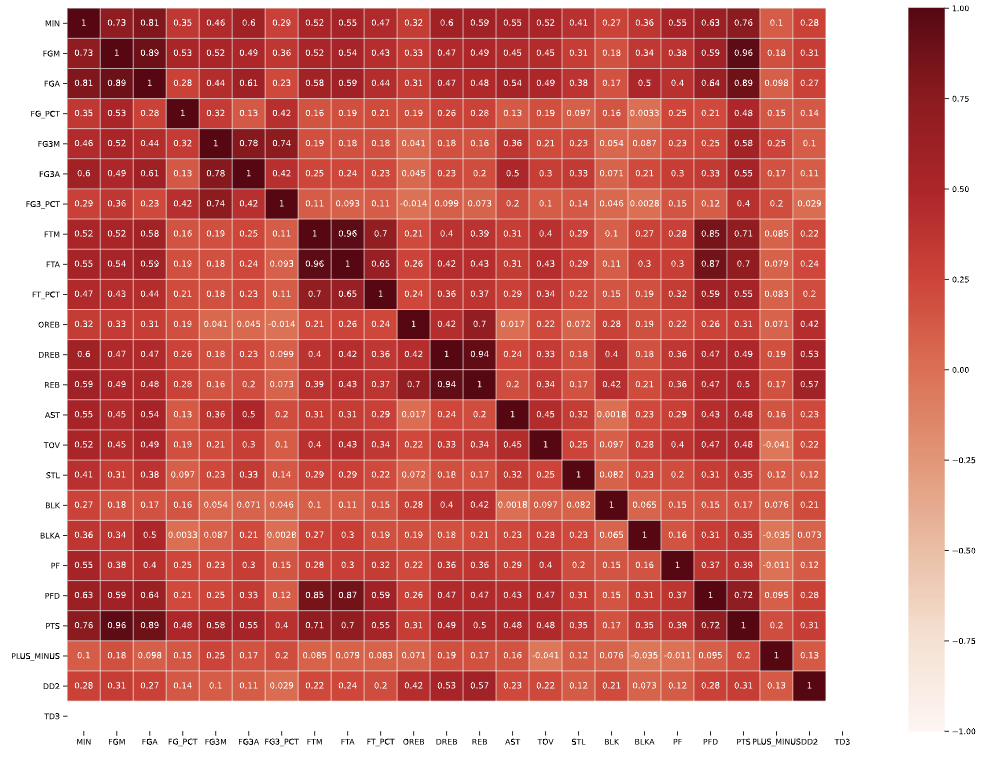 MIN 1 0.73 0.81 0.35 0.46 0.6 0.29 0.52 0.55 0.47 0.32 0.6 0.59 0.55 0.52 0.41 0.27 0.36 0.55 0.63 0.76 0.1 0.28
FGM 0.73 1 0.89 0.53 0.52 0.49 0.36 0.52 0.54 0.43 0.33 0.47 0.49 0.45 0.45 0.31 0.18 0.34 0.38 0.59 0.96 0.18 0.31
FGA 0.81 0.89 1 0.28 0.44 0.61 0.23 0.58 0.59 0.44 0.31 0.47 0.48 0.54 0.49 0.38 0.17 0.5 0.4 0.64 0.89 0.098 0.27
FG_PCT 0.35 0.53 0.28 1 0.32 0.13 0.42 0.16 0.19 0.21 0.19 0.26 0.28 0.13 0.19 0.097 0.16 0.0033 0.25 0.21 0.48 0.15 0.14
FG3M 0.46 0.52 0.44 0.32 1 0.78 0.74 0.19 0.18 0.18 0.041 0.18 0.16 0.36 0.21 0.23 0.054 0.087 0.23 0.25 0.58 0.25 0.1
FG3A 0.6 0.49 0.61 0.13 0.78 1 0.42 0.25 0.24 0.23 0.045 0.23 0.2 0.5 0.3 0.33 0.071 0.21 0.3 0.33 0.55 0.17 0.11
FG3_PCT 0.29 0.36 0.23 0.42 0.74 0.42 1 0.11 0.093 0.11 -0.014 0.099 0.073 0.2 0.1 0.14 0.046 0.0028 0.15 0.12 0.4 0.2 0.029
FTM 0.52 0.52 0.58 0.16 0.19 0.25 0.11 1 0.96 0.7 0.21 0.4 0.39 0.31 0.4 0.29 0.1 0.27 0.28 0.85 0.71 0.085 0.22
FTA 0.55 0.54 0.59 0.19 0.18 0.24 0.093 0.96 1 0.65 0.26 0.42 0.43 0.31 0.43 0.29 0.11 0.3 0.3 0.87 0.7 0.079 0.24
FT_PCT 0.47 0.43 0.44 0.21 0.18 0.23 0.11 0.7 0.65 1 0.24 0.36 0.37 0.29 0.34 0.22 0.15 0.19 0.32 0.59 0.55 0.083 0.2
OREB 0.32 0.33 0.31 0.19 0.041 0.045 -0.014 0.21 0.26 0.24 1 0.42 0.7 0.017 0.22 0.072 0.28 0.19 0.22 0.26 0.31 0.071 0.42
DREB 0.6 0.47 0.47 0.26 0.18 0.23 0.099 0.4 0.42 0.36 0.42 1 0.94 0.24 0.33 0.18 0.4 0.18 0.36 0.47 0.49 0.19 0.53
REB 0.59 0.49 0.48 0.28 0.16 0.2 0.073 0.39 0.43 0.37 0.7 0.94 1 0.2 0.34 0.17 0.42 0.21 0.36 0.47 0.5 0.17 0.57
AST 0.55 0.45 0.54 0.13 0.36 0.5 0.2 0.31 0.31 0.29 0.017 0.24 0.2 1 0.45 0.32 0.0018 0.23 0.29 0.43 0.48 0.16 0.23
TOV 0.52 0.45 0.49 0.19 0.21 0.3 0.1 0.4 0.43 0.34 0.22 0.33 0.34 0.45 1 0.25 0.097 0.28 0.4 0.47 0.48 -0.041 0.22
STL 0.41 0.31 0.38 0.097 0.23 0.33 0.14 0.29 0.29 0.22 0.072 0.18 0.17 0.32 0.25 1 0.082 0.23 0.2 0.31 0.35 0.12 0.12
BLK 0.27 0.18 0.17 0.16 0.054 0.071 0.046 0.1 0.11 0.15 0.28 0.4 0.42 0.0018 0.097 0.082 1 0.065 0.15 0.15 0.17 0.076 0.21
BLKA 0.36 0.34 0.5 0.0033 0.087 0.21 0.0028 0.27 0.3 0.19 0.19 0.18 0.21 0.23 0.28 0.23 0.065 1 0.16 0.31 0.35 -0.035 0.073
PF 0.55 0.38 0.4 0.25 0.23 0.3 0.15 0.28 0.3 0.32 0.22 0.36 0.36 0.29 0.4 0.2 0.15 0.16 1 0.37 0.39 -0.011 0.12
PFD 0.63 0.59 0.64 0.21 0.25 0.33 0.12 0.85 0.87 0.59 0.26 0.47 0.47 0.43 0.47 0.31 0.15 0.31 0.37 1 0.72 0.095 0.28
PTS 0.76 0.96 0.89 0.48 0.58 0.55 0.4 0.71 0.7 0.55 0.31 0.49 0.5 0.48 0.48 0.35 0.17 0.35 0.39 0.72 1 0.2 0.31
PLUS_MINUS 0.1 0.18 0.098 0.15 0.25 0.17 0.2 0.085 0.079 0.083 0.071 0.19 0.17 0.16 -0.041 0.12 0.076 -0.035 -0.011 0.095 0.2 1 0.13
DD2 0.28 0.31 0.27 0.14 0.1 0.11 0.029 0.22 0.24 0.2 0.42 0.53 0.57 0.23 0.22 0.12 0.21 0.073 0.12 0.28 0.31 0.13 1
TD3
MIN FGM FGA FG_PCT FG3M FG3A FG3_PCT FTM FTA FT_PCT OREB DREB REB AST TOV STL BLK BLKA PF PFD PTS PLUS_MINUS DD2 TD3
1.00
0.75
0.50
0.25
0.00
−0.25
−0.50
−0.75
−1.00